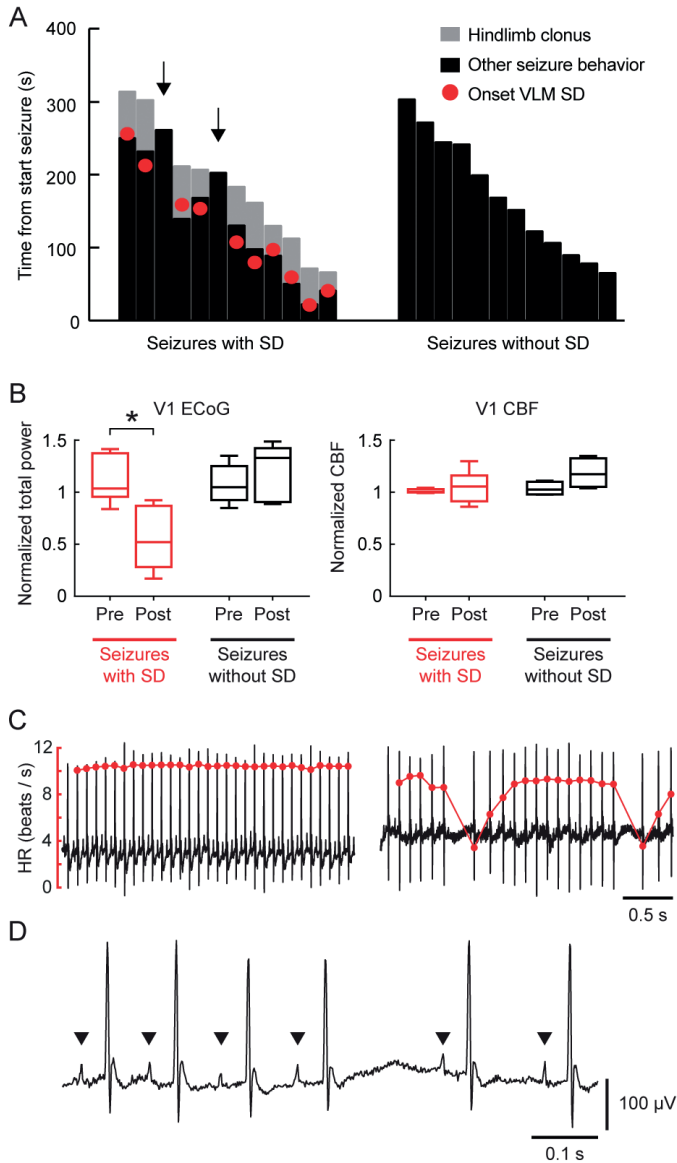 A
Time from start seizure (s)
400
300
200
100
0
Hindlimb clonus
Other seizure behavior
Onset VLM SD
Seizures with SD
Seizures without SD
B
V1 ECoG
V1 CBF
*
Normalized total power
1.5
1
0.5
0
Pre Post Pre Post
Seizures with SD
Seizures without SD
Normalized CBF
1.5
1
0.5
0
Pre Post Pre Post
Seizures with SD
Seizures without SD
C
HR (beats / s)
12
8
4
0
0.5 s
D
100 µV
0.1 s